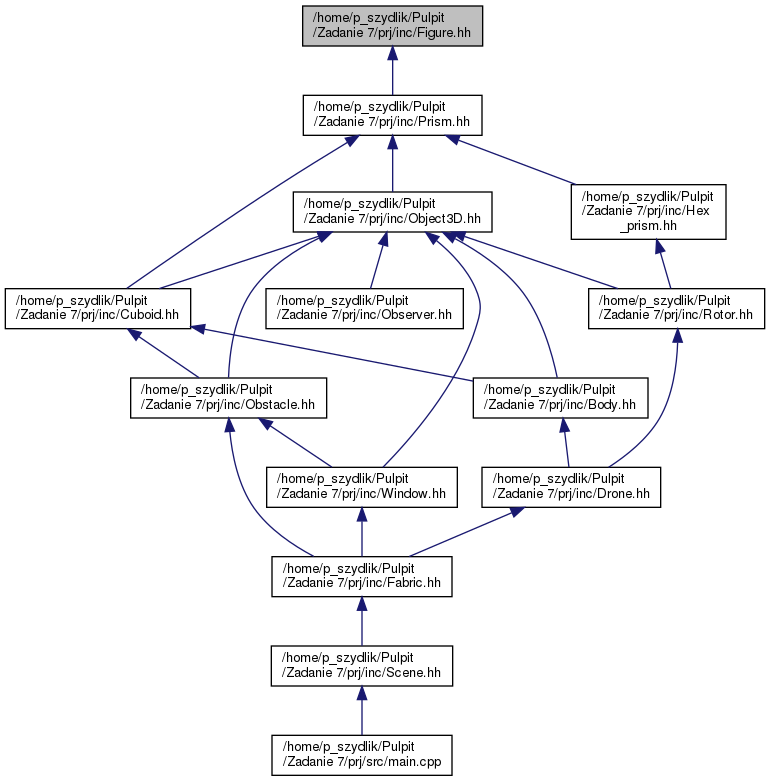 /home/p_szydlik/Pulpit
/Zadanie 7/prj/inc/Figure.hh
/home/p_szydlik/Pulpit
/Zadanie 7/prj/inc/Prism.hh
/home/p_szydlik/Pulpit
/Zadanie 7/prj/inc/Hex
_prism.hh
/home/p_szydlik/Pulpit
/Zadanie 7/prj/inc/Object3D.hh
/home/p_szydlik/Pulpit
/Zadanie 7/prj/inc/Cuboid.hh
/home/p_szydlik/Pulpit
/Zadanie 7/prj/inc/Observer.hh
/home/p_szydlik/Pulpit
/Zadanie 7/prj/inc/Rotor.hh
/home/p_szydlik/Pulpit
/Zadanie 7/prj/inc/Obstacle.hh
/home/p_szydlik/Pulpit
/Zadanie 7/prj/inc/Body.hh
/home/p_szydlik/Pulpit
/Zadanie 7/prj/inc/Window.hh
/home/p_szydlik/Pulpit
/Zadanie 7/prj/inc/Drone.hh
/home/p_szydlik/Pulpit
/Zadanie 7/prj/inc/Fabric.hh
/home/p_szydlik/Pulpit
/Zadanie 7/prj/inc/Scene.hh
/home/p_szydlik/Pulpit
/Zadanie 7/prj/src/main.cpp